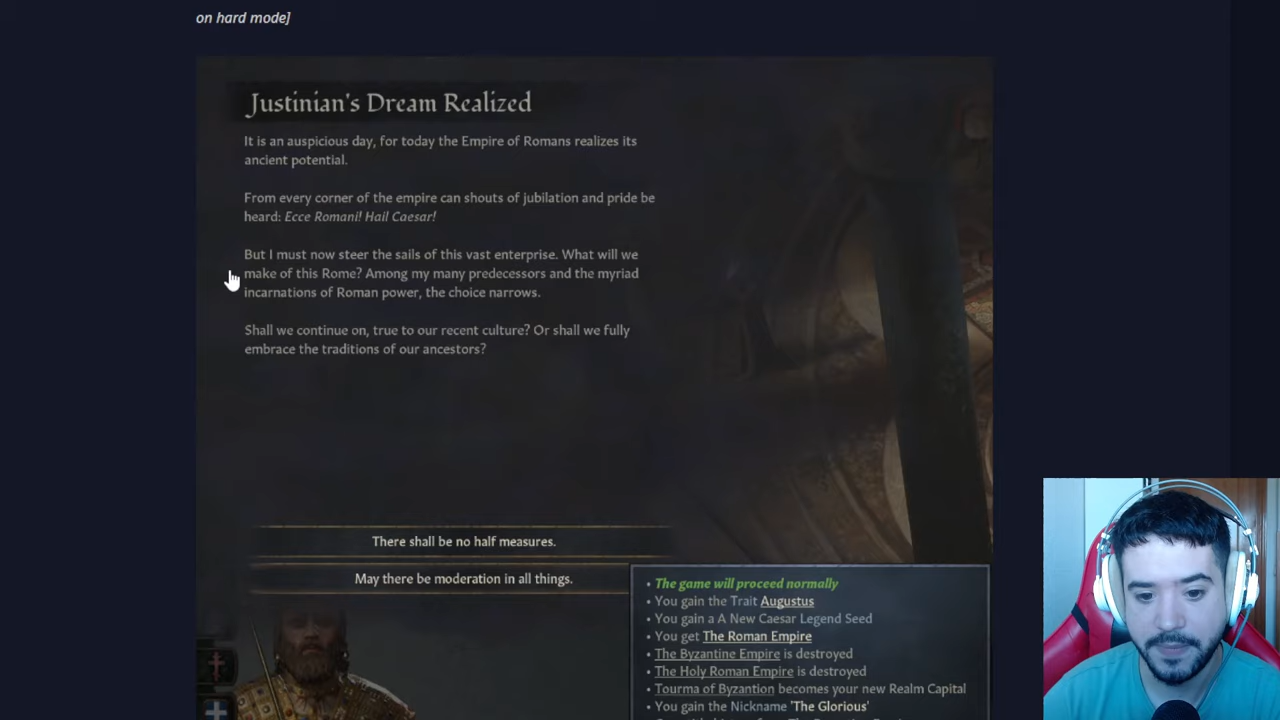 on hard mode]
Justinian's Dream Realized
It is an auspicious day, for today the Empire of Romans realizes its
ancient potential.
From every corner of the empire can shouts of jubilation and pride be
heard: Ecce Romani! Hail Caesar!
But I must now steer the sails of this vast enterprise. What will we
make of this Rome? Among my many predecessors and the myriad
incarnations of Roman power, the choice narrows.
Shall we continue on, true to our recent culture? Or shall we fully
embrace the traditions of our ancestors?
There shall be no half measures.
May there be moderation in all things.
• The game will proceed normally
• You gain the Trait Augustus
• You gain a A New Caesar Legend Seed
• You get The Roman Empire
• The Byzantine Empire is destroyed
• The Holy Roman Empire is destroyed
• Tourma of Byzantion becomes your new Realm Capital
• You gain the Nickname 'The Glorious'